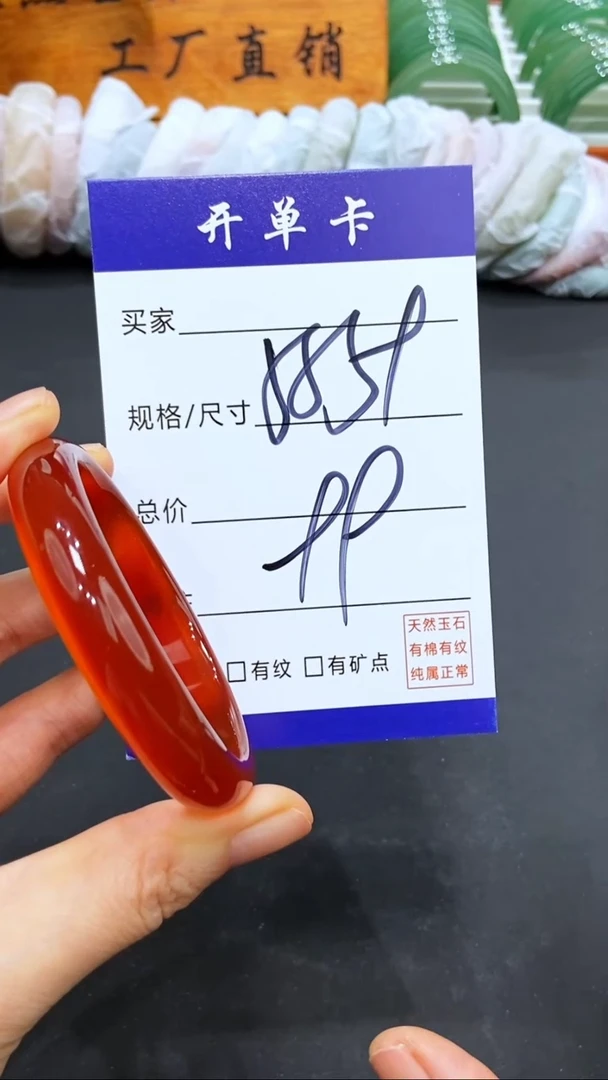 工厂直销
开单卡
买家
规格/尺寸
总价
有纹 有矿点
天然玉石
有棉有纹
纯属正常